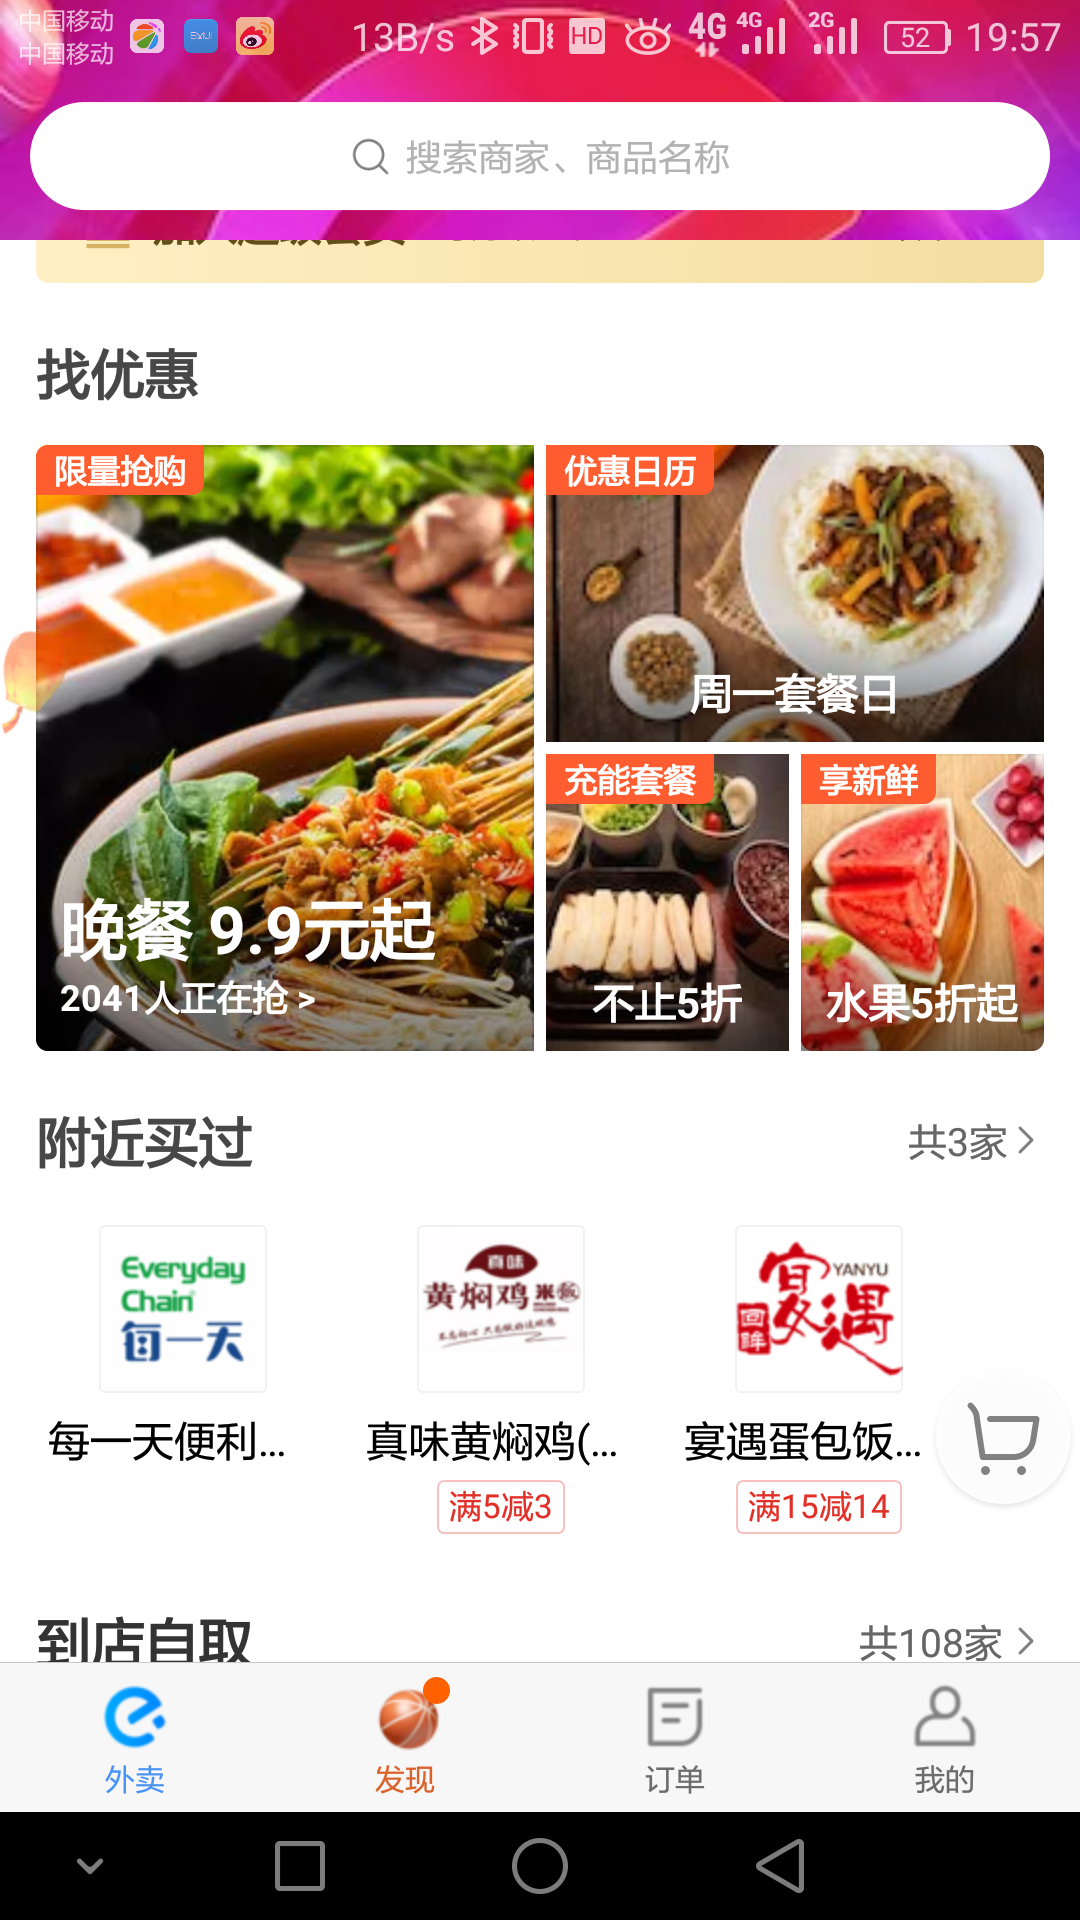 中国移动
中国移动
13B/s HD 4G 4G 2G 52 19:57
搜索商家、商品名称
找优惠
限量抢购
晚餐 9.9元起
2041人正在抢 >
优惠日历
周一套餐日
充能套餐
不止5折
享新鲜
水果5折起
附近买过
共3家
Everyday
Chain
每一天
真味
黄焖鸡米飯
YANYU
宴遇
回眸
每一天便利...
真味黄焖鸡(...
宴遇蛋包饭...
满5减3
满15减14
到店自取
共108家
外卖
发现
订单
我的